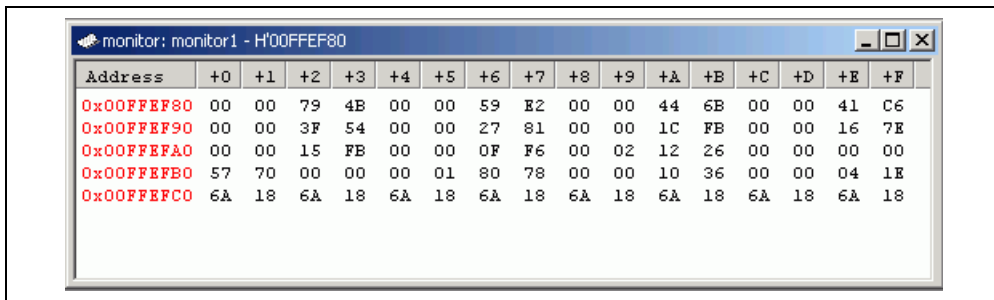 monitor: monitor1 - H'00FFEF80
Address +0 +1 +2 +3 +4 +5 +6 +7 +8 +9 +A +B +C +D +E +F
0x00FFEF80 00 00 79 4B 00 00 59 E2 00 00 44 6B 00 00 41 C6
0x00FFEF90 00 00 3F 54 00 00 27 81 00 00 1C FB 00 00 16 7E
0x00FFEFA0 00 00 15 FB 00 00 0F F6 00 02 12 26 00 00 00 00
0x00FFEFB0 57 70 00 00 00 01 80 78 00 00 10 36 00 00 04 1E
0x00FFEFC0 6A 18 6A 18 6A 18 6A 18 6A 18 6A 18 6A 18 6A 18